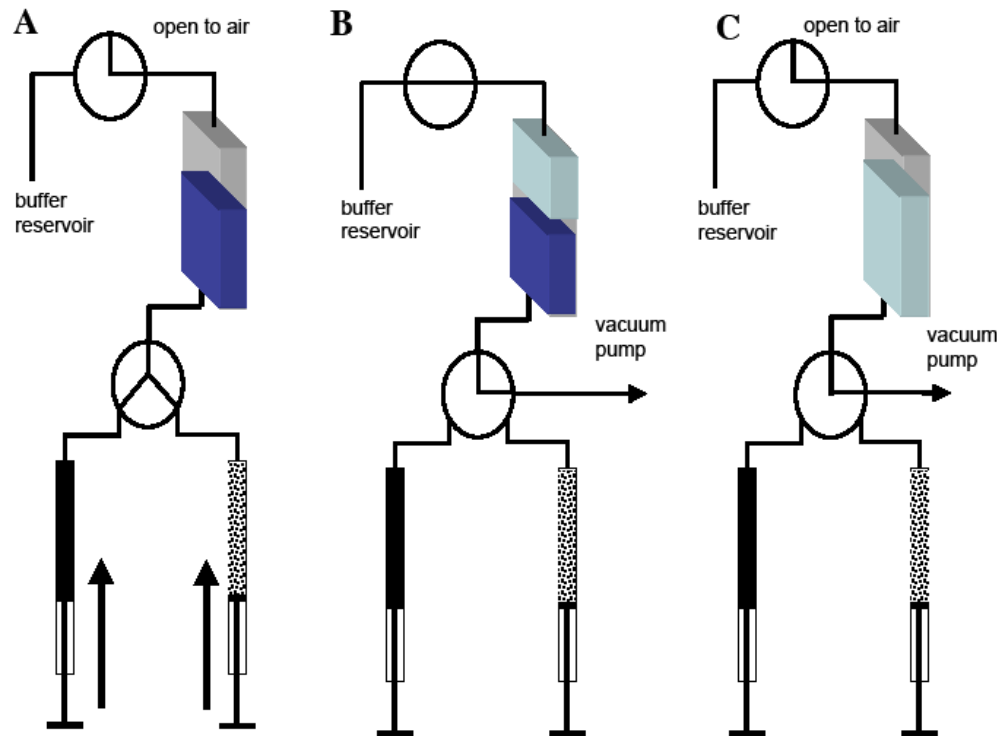 A
open to air
buffer
reservoir
B
buffer
reservoir
vacuum
pump
C
open to air
buffer
reservoir
vacuum
pump